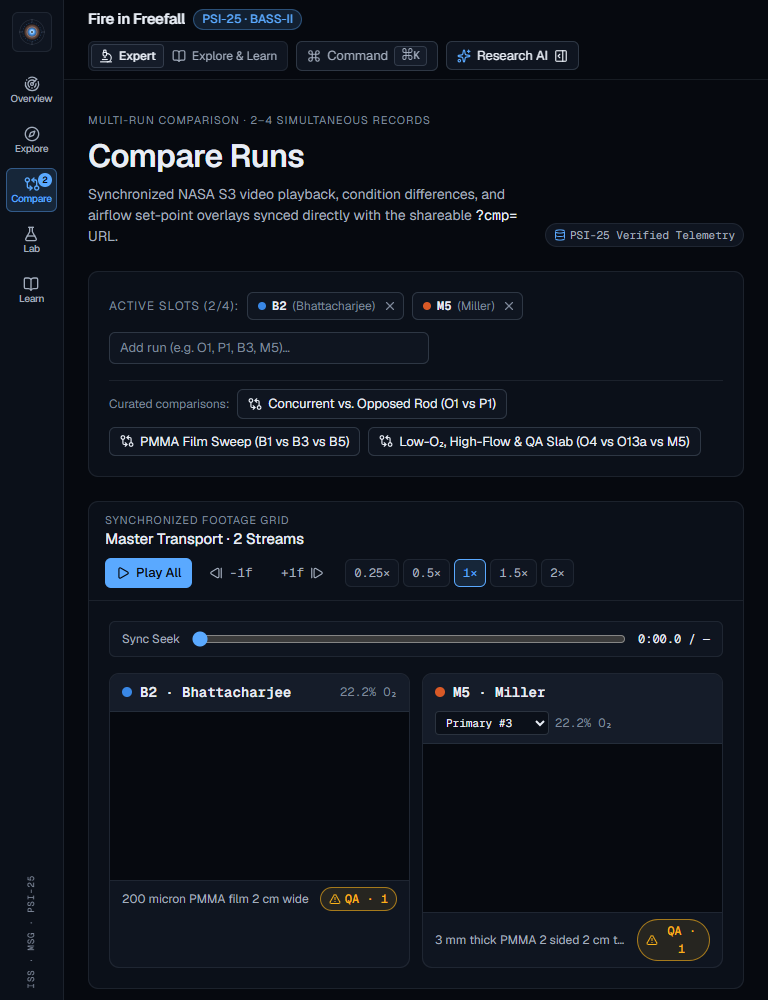 Fire in Freefall PSI-25 · BASS-II
Expert Explore & Learn Command ⌘K Research AI
Overview
Explore
2
Compare
Lab
Learn
ISS · MSG · PSI-25
MULTI-RUN COMPARISON · 2–4 SIMULTANEOUS RECORDS
Compare Runs
Synchronized NASA S3 video playback, condition differences, and
airflow set-point overlays synced directly with the shareable ?cmp=
URL.
PSI-25 Verified Telemetry
ACTIVE SLOTS (2/4): B2 (Bhattacharjee) M5 (Miller)
Add run (e.g. O1, P1, B3, M5)…
Curated comparisons: Concurrent vs. Opposed Rod (O1 vs P1)
PMMA Film Sweep (B1 vs B3 vs B5) Low-O₂, High-Flow & QA Slab (O4 vs O13a vs M5)
SYNCHRONIZED FOOTAGE GRID
Master Transport · 2 Streams
Play All −1f +1f 0.25× 0.5× 1× 1.5× 2×
Sync Seek 0:00.0 / —
B2 · Bhattacharjee 22.2% O₂
200 micron PMMA film 2 cm wide QA · 1
M5 · Miller
Primary #3 22.2% O₂
3 mm thick PMMA 2 sided 2 cm t… QA ·
1